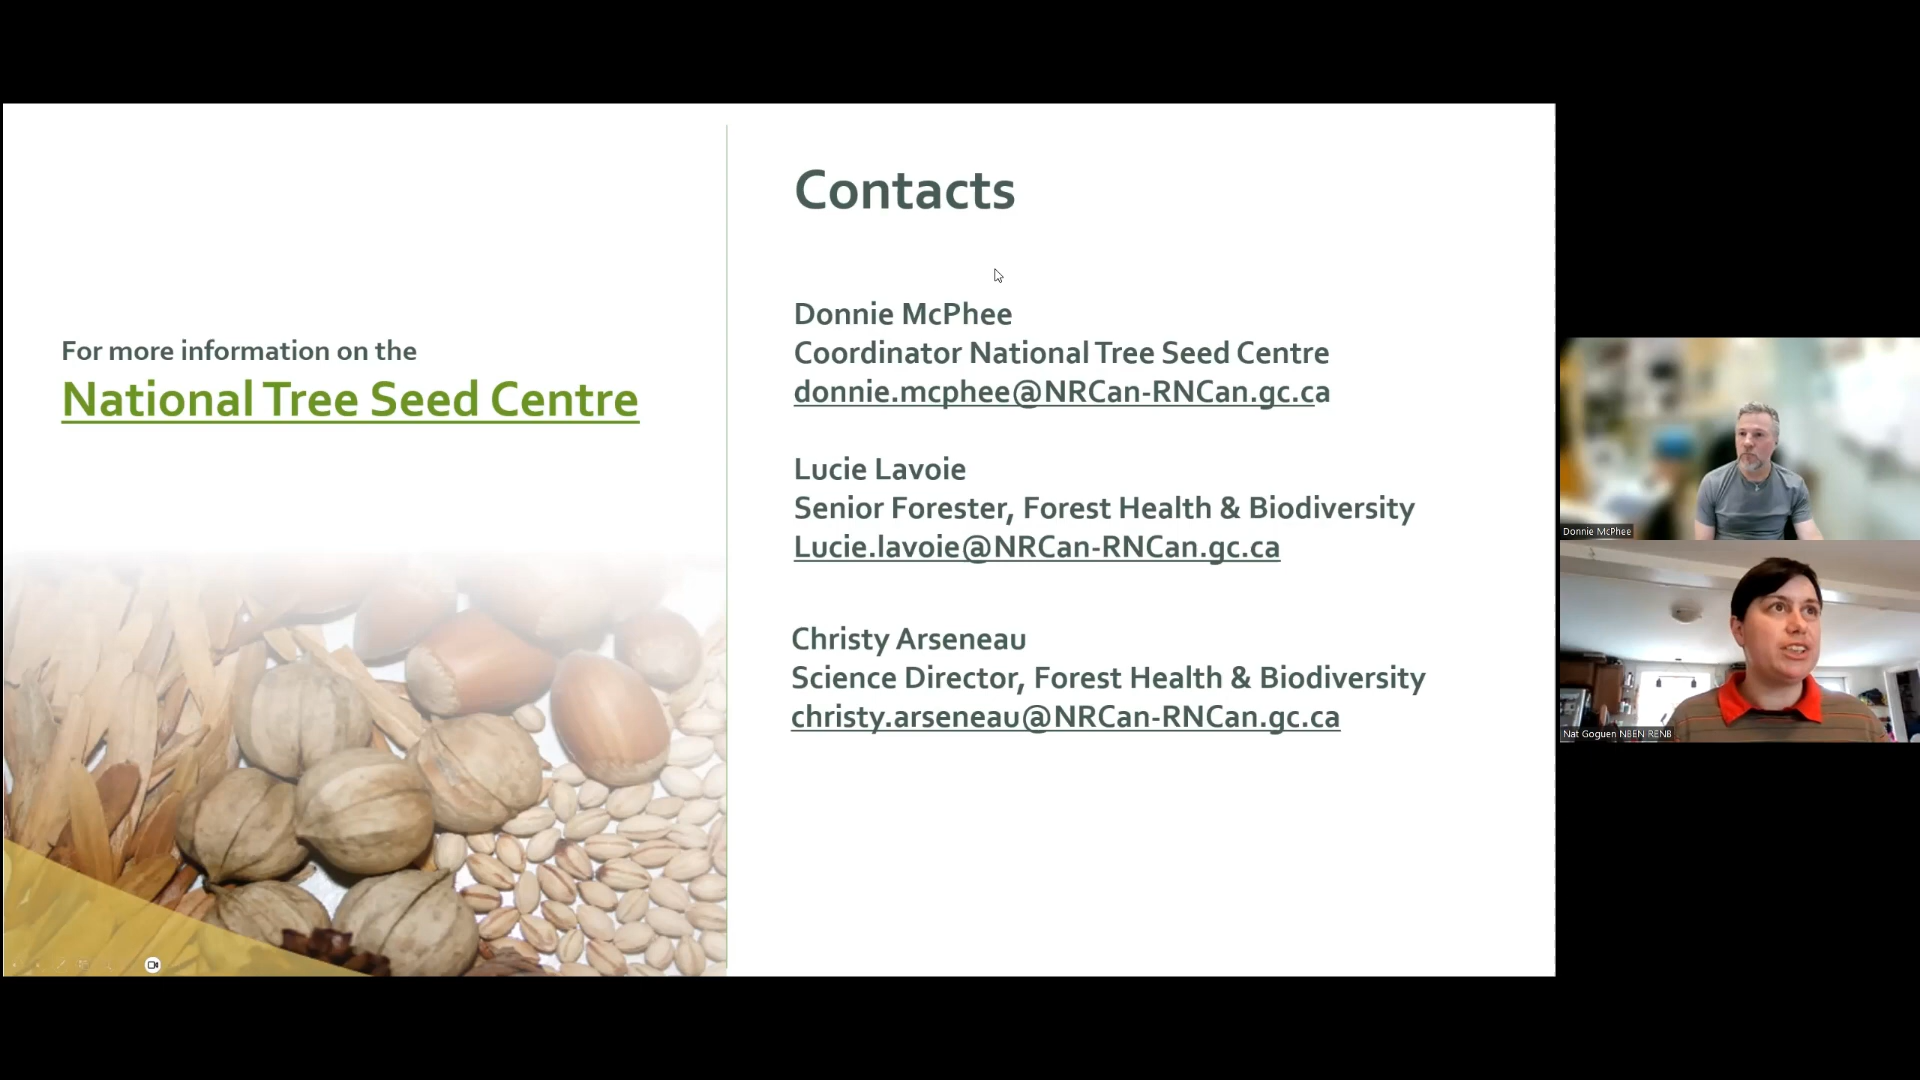 For more information on the
National Tree Seed Centre
Contacts
Donnie McPhee
Coordinator National Tree Seed Centre
donnie.mcphee@NRCan-RNCan.gc.ca
Lucie Lavoie
Senior Forester, Forest Health & Biodiversity
Lucie.lavoie@NRCan-RNCan.gc.ca
Christy Arseneau
Science Director, Forest Health & Biodiversity
christy.arseneau@NRCan-RNCan.gc.ca
Donnie McPhee
Nat Goguen NBEN RENB